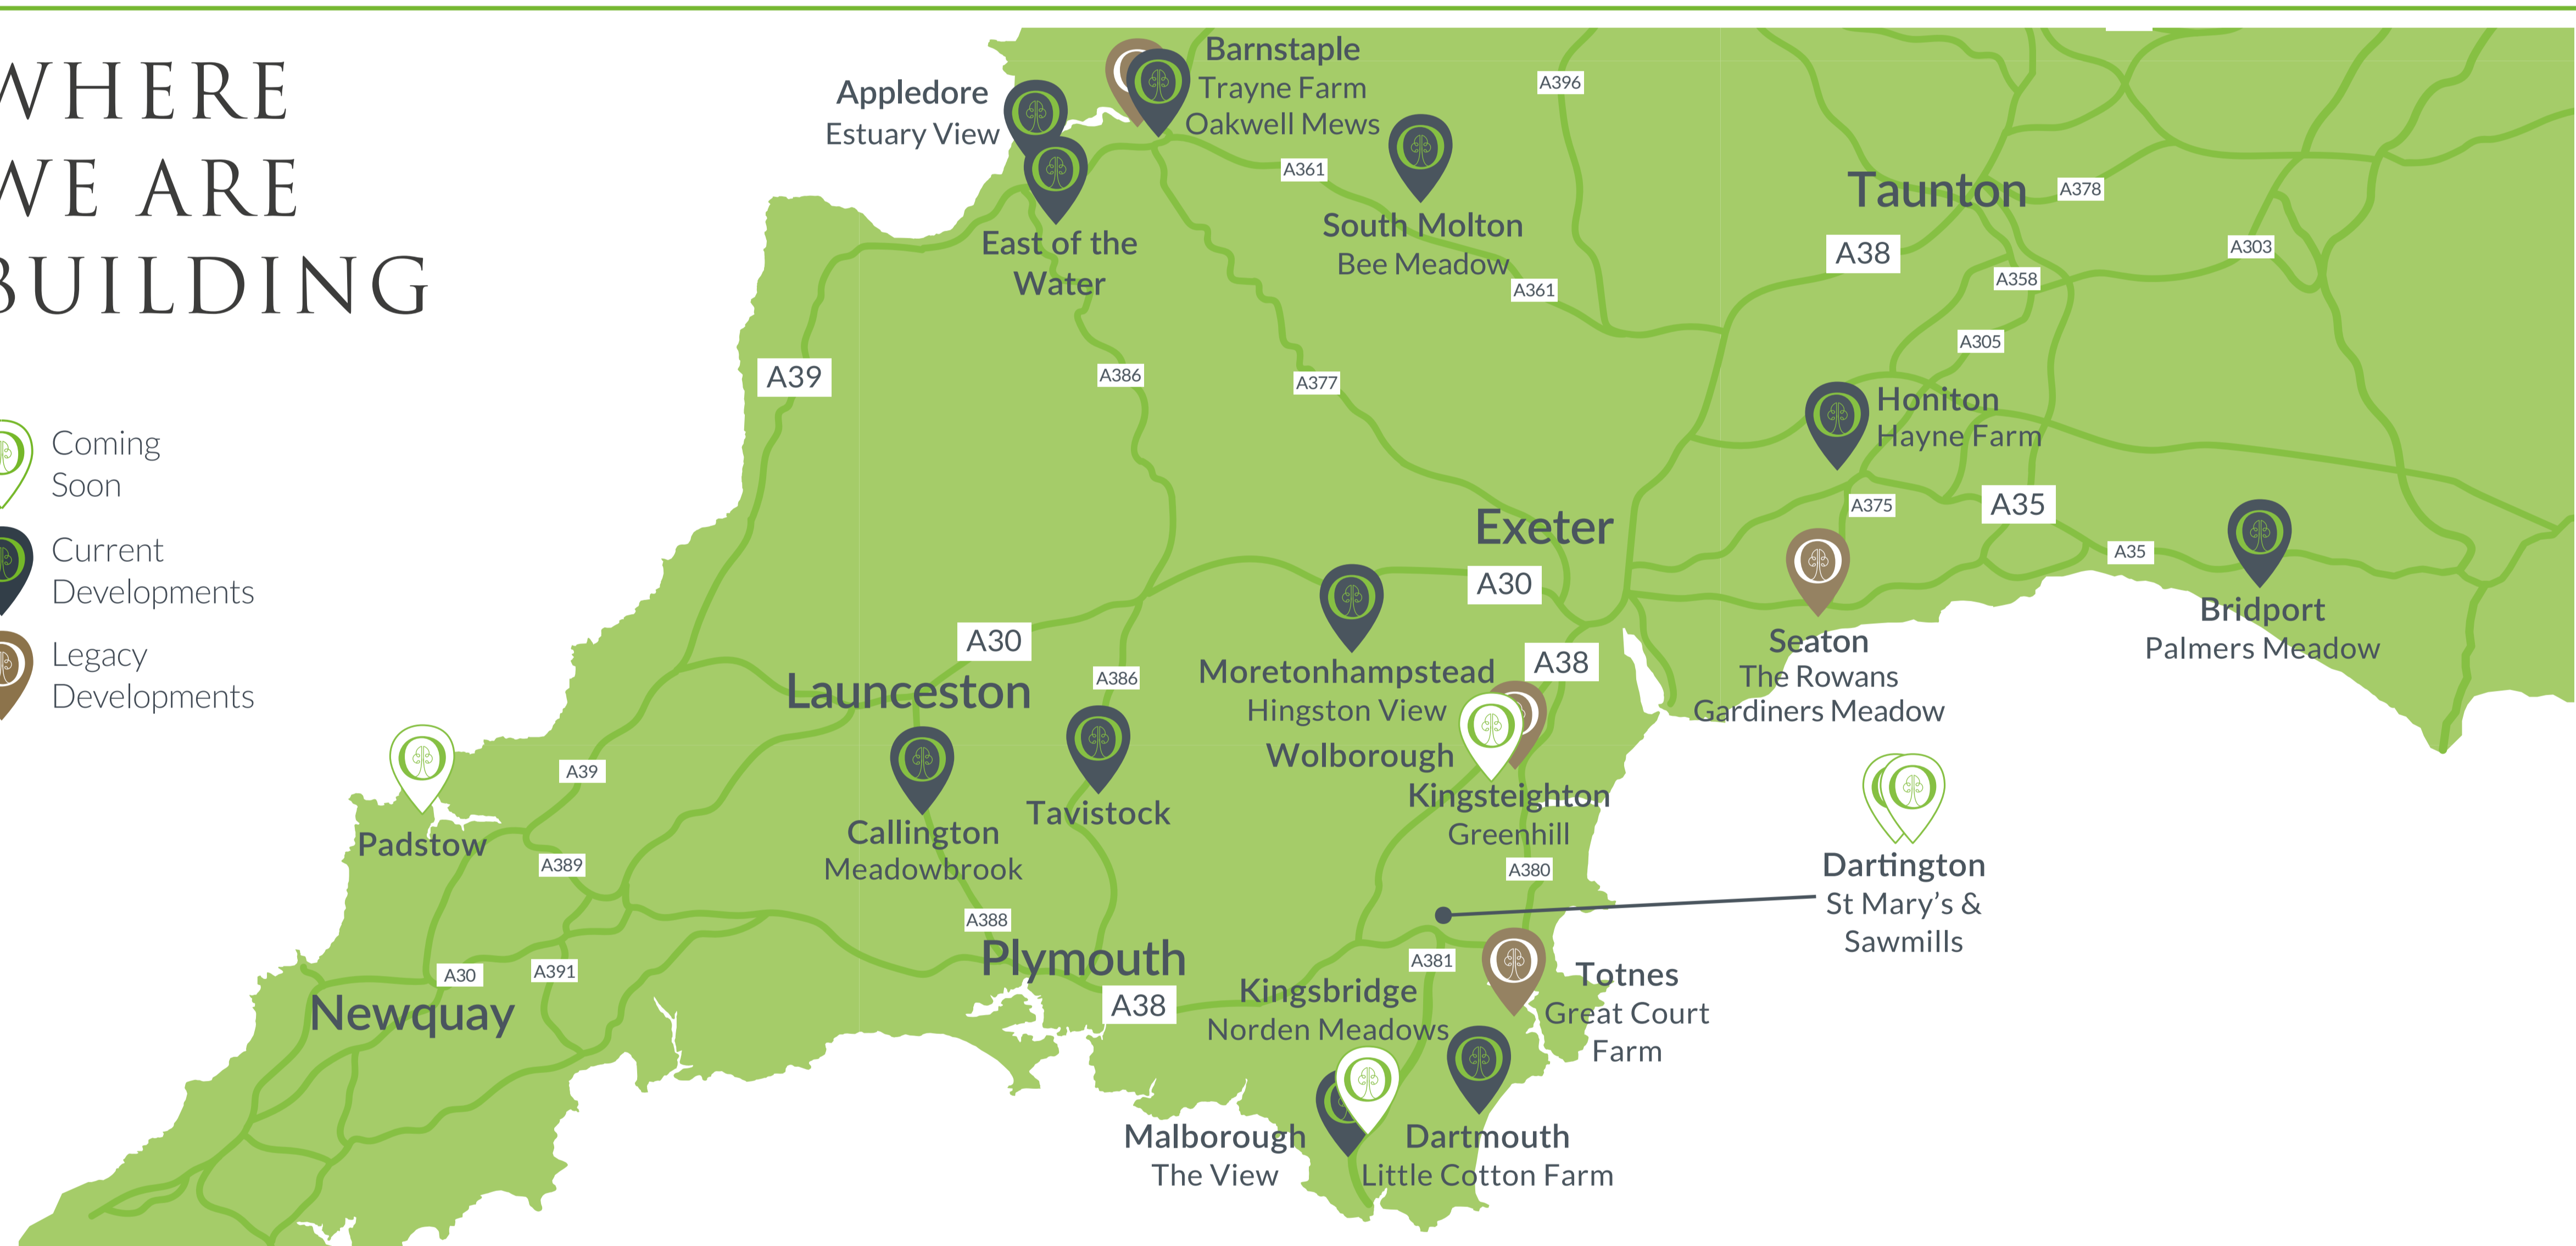 WHERE
WE ARE
BUILDING
Coming
Soon
Current
Developments
Legacy
Developments
Barnstaple
Trayne Farm
Oakwell Mews
Appledore
Estuary View
East of the
Water
South Molton
Bee Meadow
A396
A361
A361
Taunton
A378
A38
A358
A303
A305
A39
A386
A377
Honiton
Hayne Farm
A375
A35
A35
Exeter
A30
A30
Bridport
Palmers Meadow
Seaton
The Rowans
Gardiners Meadow
Moretonhampstead
Hingston View
A38
Launceston
A386
Wolborough
Kingsteighton
Greenhill
Tavistock
Callington
Meadowbrook
A39
Padstow
A389
A380
Dartington
St Mary's &
Sawmills
A388
Plymouth
A38
A381
A30
A391
Newquay
Kingsbridge
Norden Meadows
Totnes
Great Court
Farm
Malborough
The View
Dartmouth
Little Cotton Farm